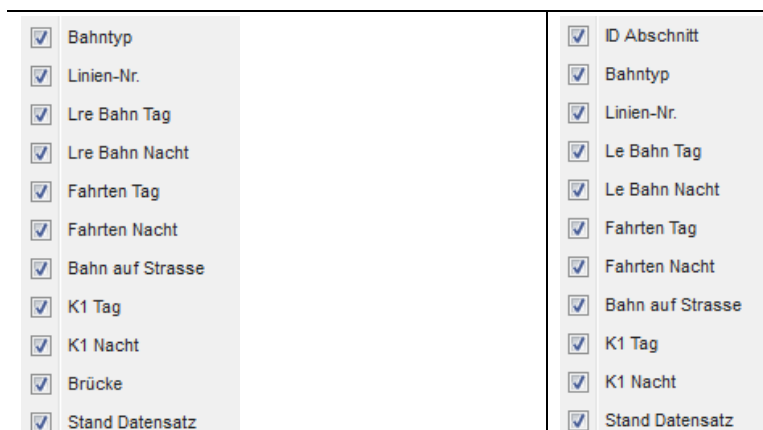 Bahntyp
Linien-Nr.
Lre Bahn Tag
Lre Bahn Nacht
Fahrten Tag
Fahrten Nacht
Bahn auf Strasse
K1 Tag
K1 Nacht
Brücke
Stand Datensatz
ID Abschnitt
Bahntyp
Linien-Nr.
Le Bahn Tag
Le Bahn Nacht
Fahrten Tag
Fahrten Nacht
Bahn auf Strasse
K1 Tag
K1 Nacht
Stand Datensatz